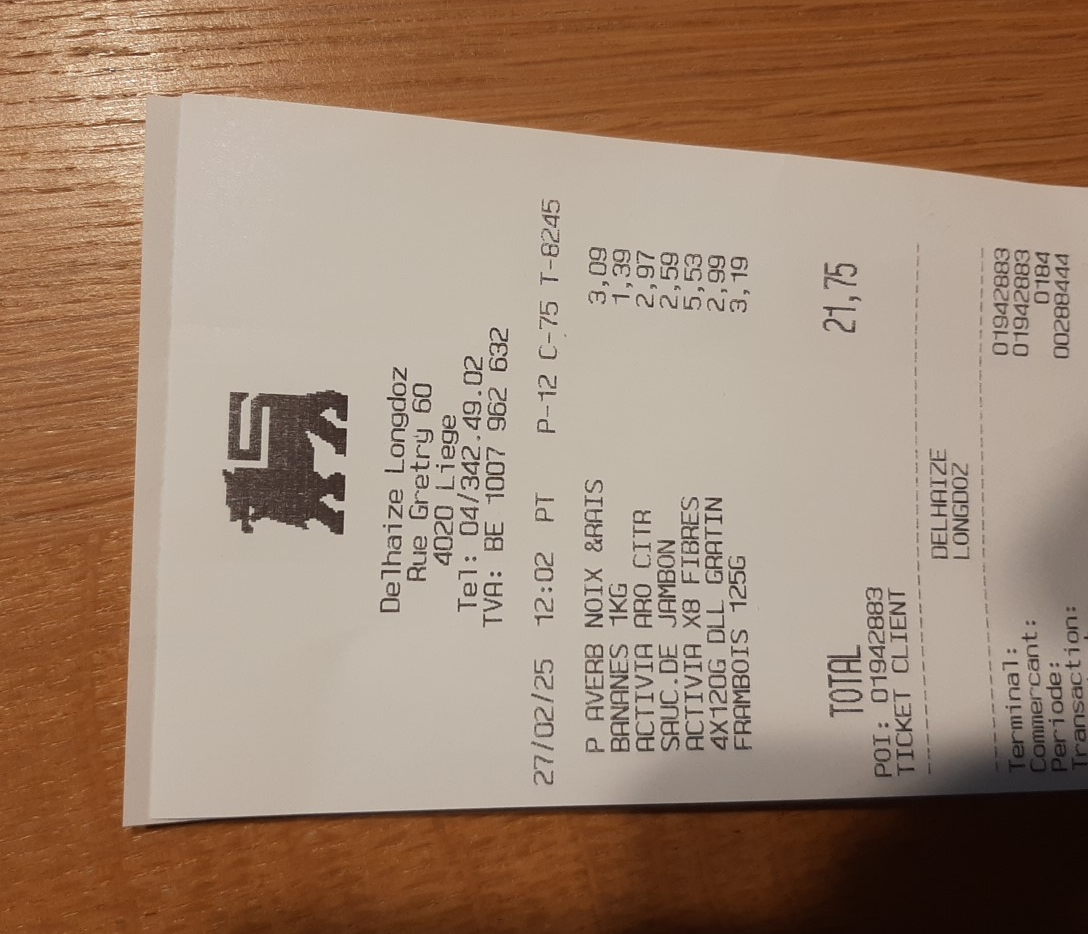 Delhaize Longdoz
Rue Gretry 60
4020 Liege
Tel: 04/342.49.02
TVA: BE 1007 962 632
27/02/25 12:02 PT P-12 C-75 T-8245
P AVERB NOIX &RAIS 3,09
BANANES 1KG 1,39
ACTIVIA ARO CITR 2,97
SAUC.DE JAMBON 2,59
ACTIVIA X8 FIBRES 5,53
4X120G DLL GRATIN 2,99
FRAMBOIS 125G 3,19
TOTAL 21,75
POI: 01942883
TICKET CLIENT
DELHAIZE
LONGDOZ
Terminal: 01942883
Commercant: 01942883
Periode: 0184
Transaction: 00288444